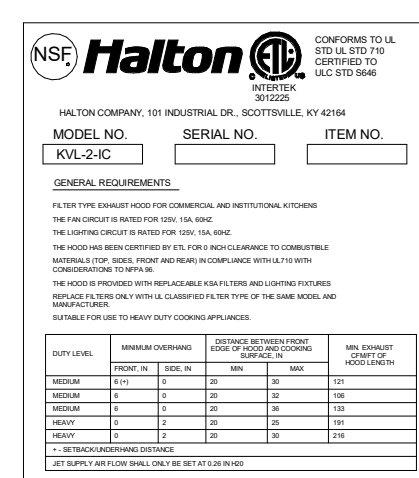 NSF
Halton
ETL
C LISTED US
INTERTEK
3012225
CONFORMS TO UL
STD UL STD 710
CERTIFIED TO
ULC STD S646
HALTON COMPANY, 101 INDUSTRIAL DR., SCOTTSVILLE, KY 42164
MODEL NO. SERIAL NO. ITEM NO.
KVL-2-IC
GENERAL REQUIREMENTS
FILTER TYPE EXHAUST HOOD FOR COMMERCIAL AND INSTITUTIONAL KITCHENS
THE FAN CIRCUIT IS RATED FOR 125V, 15A, 60HZ.
THE LIGHTING CIRCUIT IS RATED FOR 125V, 15A, 60HZ.
THE HOOD HAS BEEN CERTIFIED BY ETL FOR 0 INCH CLEARANCE TO COMBUSTIBLE
MATERIALS (TOP, SIDES, FRONT AND REAR) IN COMPLIANCE WITH UL710 WITH
CONSIDERATIONS TO NFPA 96.
THE HOOD IS PROVIDED WITH REPLACEABLE KSA FILTERS AND LIGHTING FIXTURES
REPLACE FILTERS ONLY WITH UL CLASSIFIED FILTER TYPE OF THE SAME MODEL AND
MANUFACTURER.
SUITABLE FOR USE TO HEAVY DUTY COOKING APPLIANCES.
DUTY LEVEL
MINIMUM OVERHANG
DISTANCE BETWEEN FRONT
EDGE OF HOOD AND COOKING
SURFACE, IN
MIN. EXHAUST
CFM/FT OF
HOOD LENGTH
FRONT, IN SIDE, IN MIN MAX
MEDIUM 6 (+) 0 20 30 121
MEDIUM 6 0 20 32 106
MEDIUM 6 0 20 36 133
HEAVY 0 2 20 25 191
HEAVY 0 2 20 30 216
+ - SETBACK/UNDERHANG DISTANCE
JET SUPPLY AIR FLOW SHALL ONLY BE SET AT 0.26 IN H20